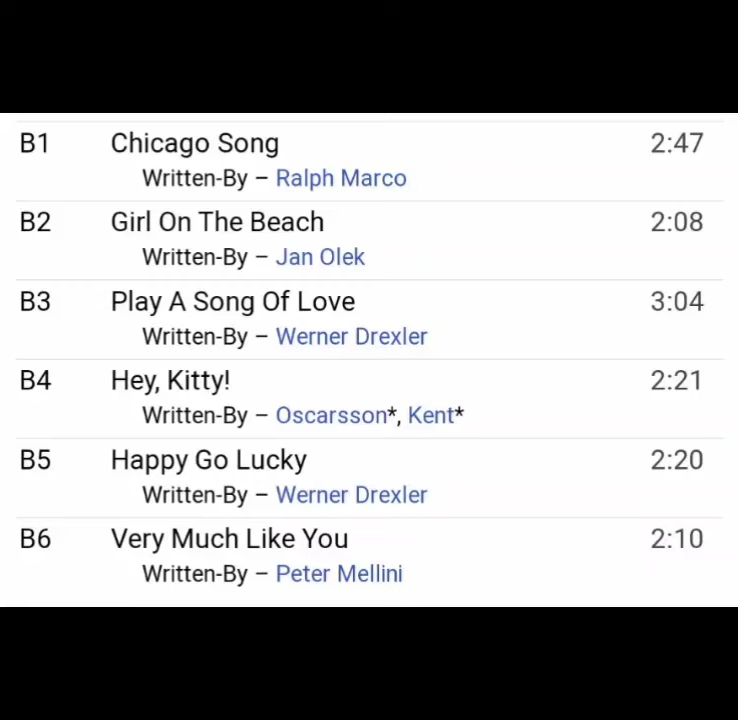 B1 Chicago Song 2:47
Written-By – Ralph Marco
B2 Girl On The Beach 2:08
Written-By – Jan Olek
B3 Play A Song Of Love 3:04
Written-By – Werner Drexler
B4 Hey, Kitty! 2:21
Written-By – Oscarsson*, Kent*
B5 Happy Go Lucky 2:20
Written-By – Werner Drexler
B6 Very Much Like You 2:10
Written-By – Peter Mellini